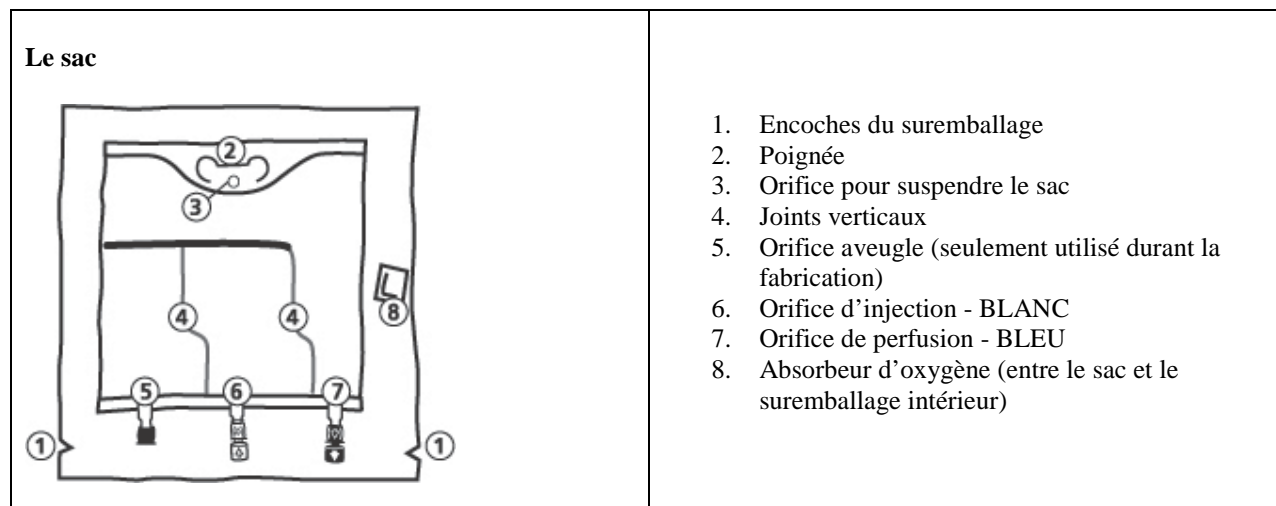 Le sac
2
3
4
4
8
5
6
7
1
1
1. Encoches du suremballage
2. Poignée
3. Orifice pour suspendre le sac
4. Joints verticaux
5. Orifice aveugle (seulement utilisé durant la
fabrication)
6. Orifice d’injection - BLANC
7. Orifice de perfusion - BLEU
8. Absorbeur d’oxygène (entre le sac et le
suremballage intérieur)